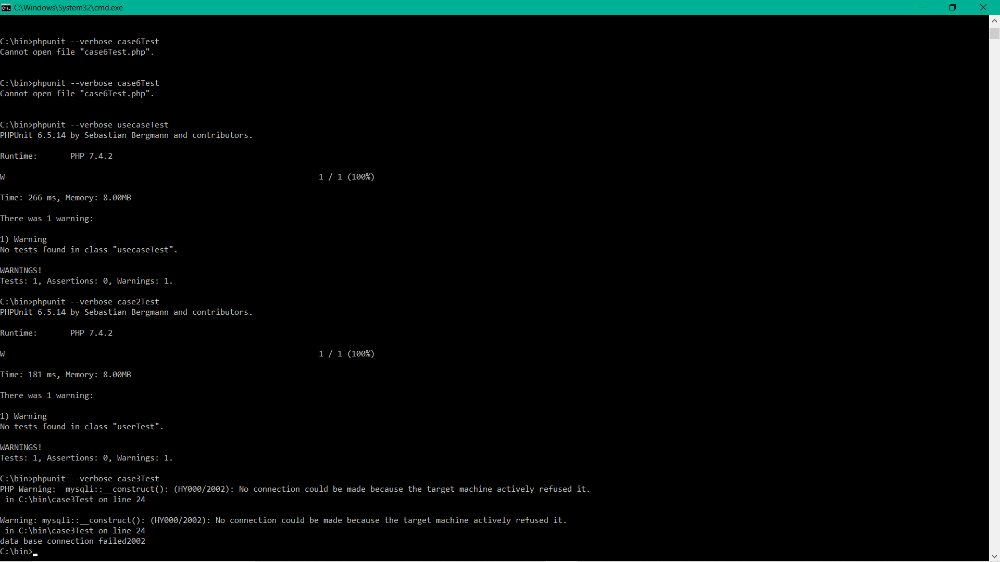 C:\Windows\System32\cmd.exe
C:\bin>phpunit --verbose case6Test
Cannot open file "case6Test.php".
C:\bin>phpunit --verbose case6Test
Cannot open file "case6Test.php".
C:\bin>phpunit --verbose usecaseTest
PHPUnit 6.5.14 by Sebastian Bergmann and contributors.
Runtime:       PHP 7.4.2
W                                                                   1 / 1 (100%)
Time: 266 ms, Memory: 8.00MB
There was 1 warning:
1) Warning
No tests found in class "usecaseTest".
WARNINGS!
Tests: 1, Assertions: 0, Warnings: 1.
C:\bin>phpunit --verbose case2Test
PHPUnit 6.5.14 by Sebastian Bergmann and contributors.
Runtime:       PHP 7.4.2
W                                                                   1 / 1 (100%)
Time: 181 ms, Memory: 8.00MB
There was 1 warning:
1) Warning
No tests found in class "userTest".
WARNINGS!
Tests: 1, Assertions: 0, Warnings: 1.
C:\bin>phpunit --verbose case3Test
PHP Warning:  mysqli::__construct(): (HY000/2002): No connection could be made because the target machine actively refused it.
 in C:\bin\case3Test on line 24
Warning: mysqli::__construct(): (HY000/2002): No connection could be made because the target machine actively refused it.
 in C:\bin\case3Test on line 24
data base connection failed2002
C:\bin>